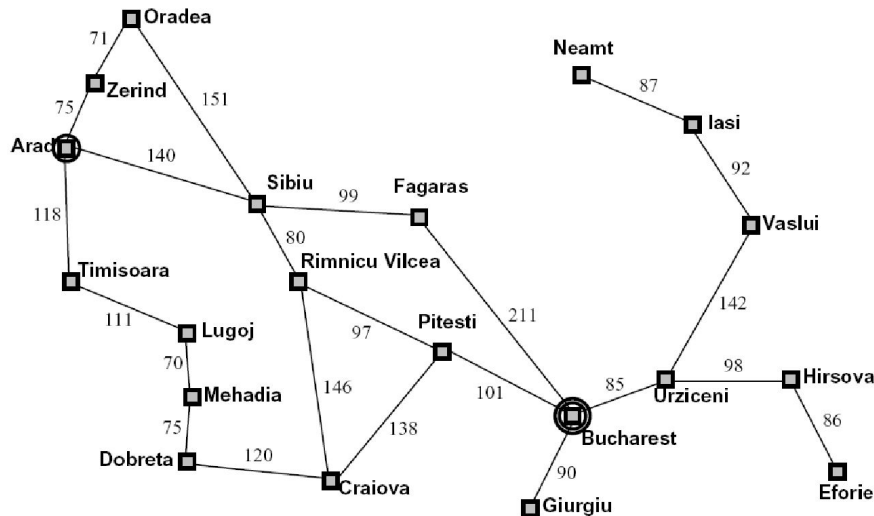 Oradea
71
Neamt
Zerind
87
151
75
Iasi
Arad
140
92
Sibiu
Fagaras
99
118
Vaslui
80
Timisoara
Rimnicu Vilcea
142
111
211
Lugoj
97
Pitesti
70
98
Hirsova
146
101
85
Mehadia
Urziceni
75
138
86
Bucharest
Dobreta
120
90
Craiova
Eforie
Giurgiu